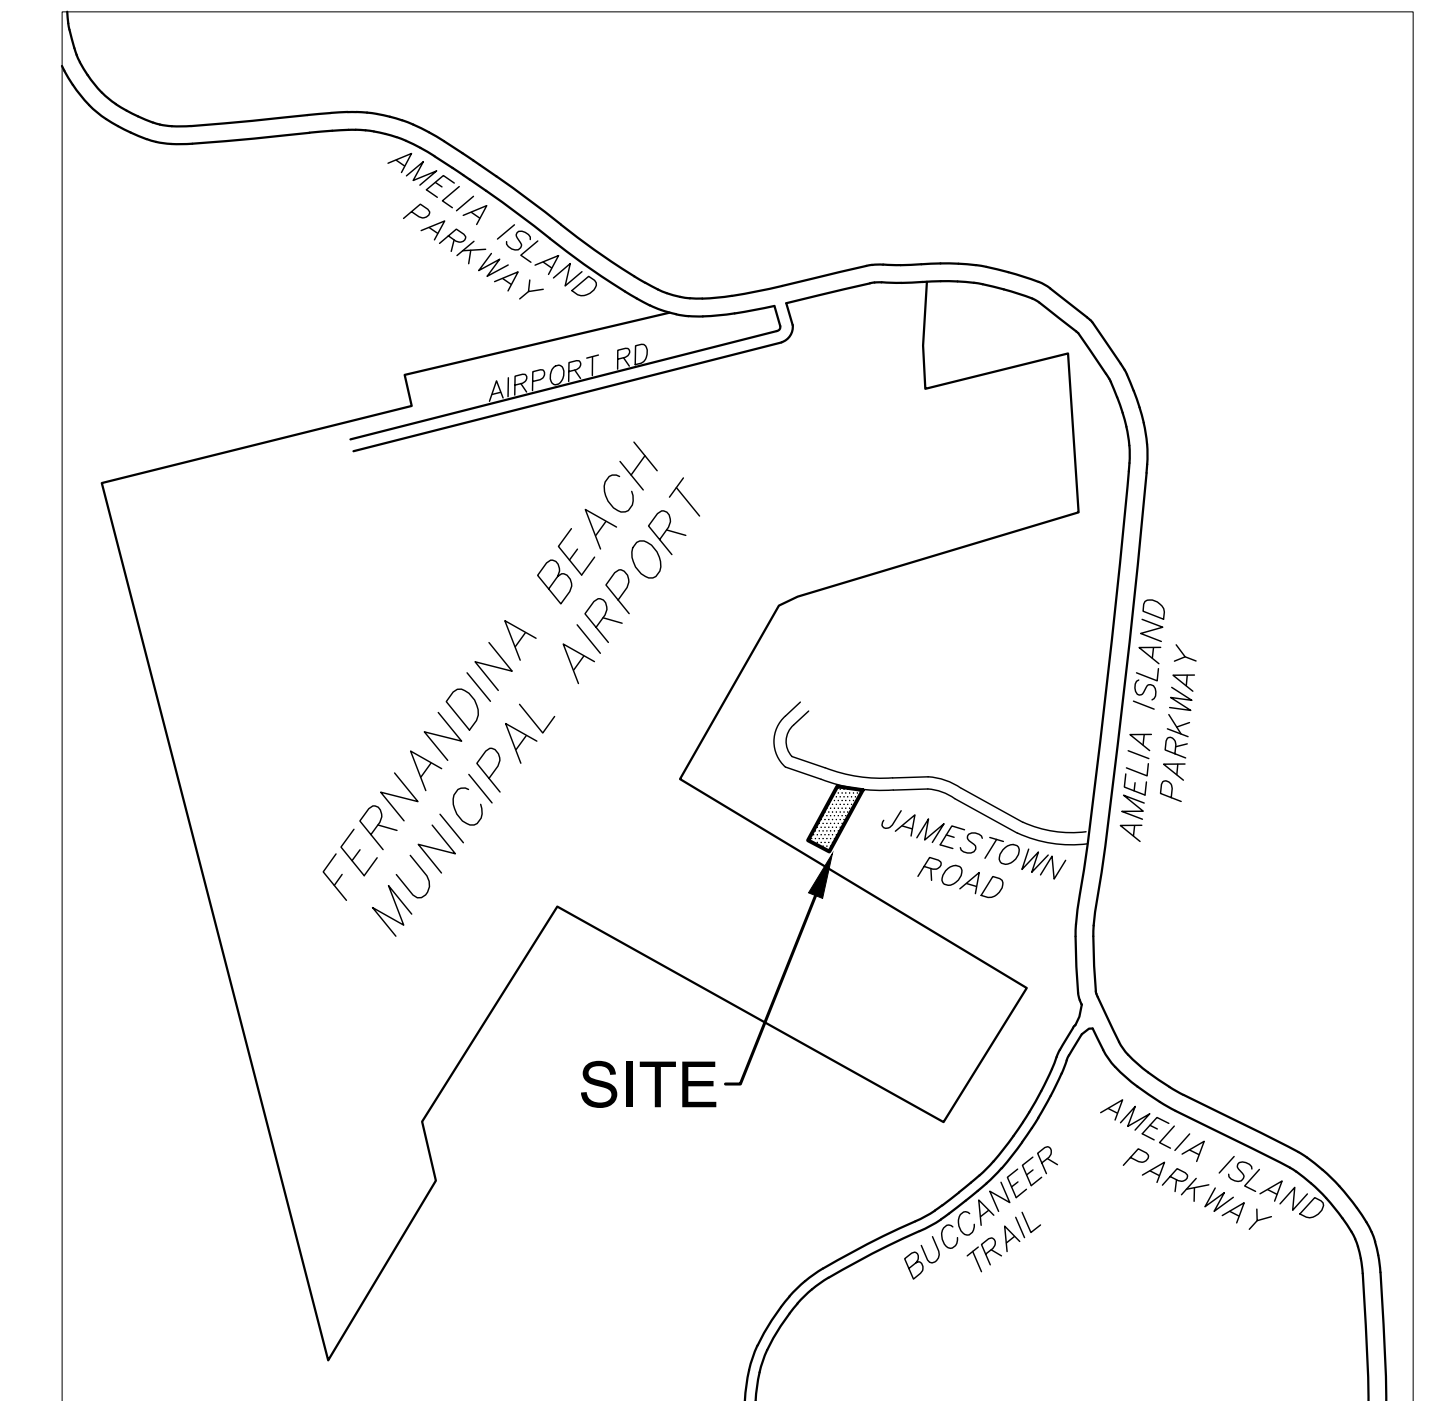 AMELIA ISLAND
PARKWAY
AIRPORT RD
FERNANDINA BEACH
MUNICIPAL AIRPORT
AMELIA ISLAND
PARKWAY
JAMESTOWN
ROAD
SITE
AMELIA ISLAND
PARKWAY
BUCCANEER
TRAIL